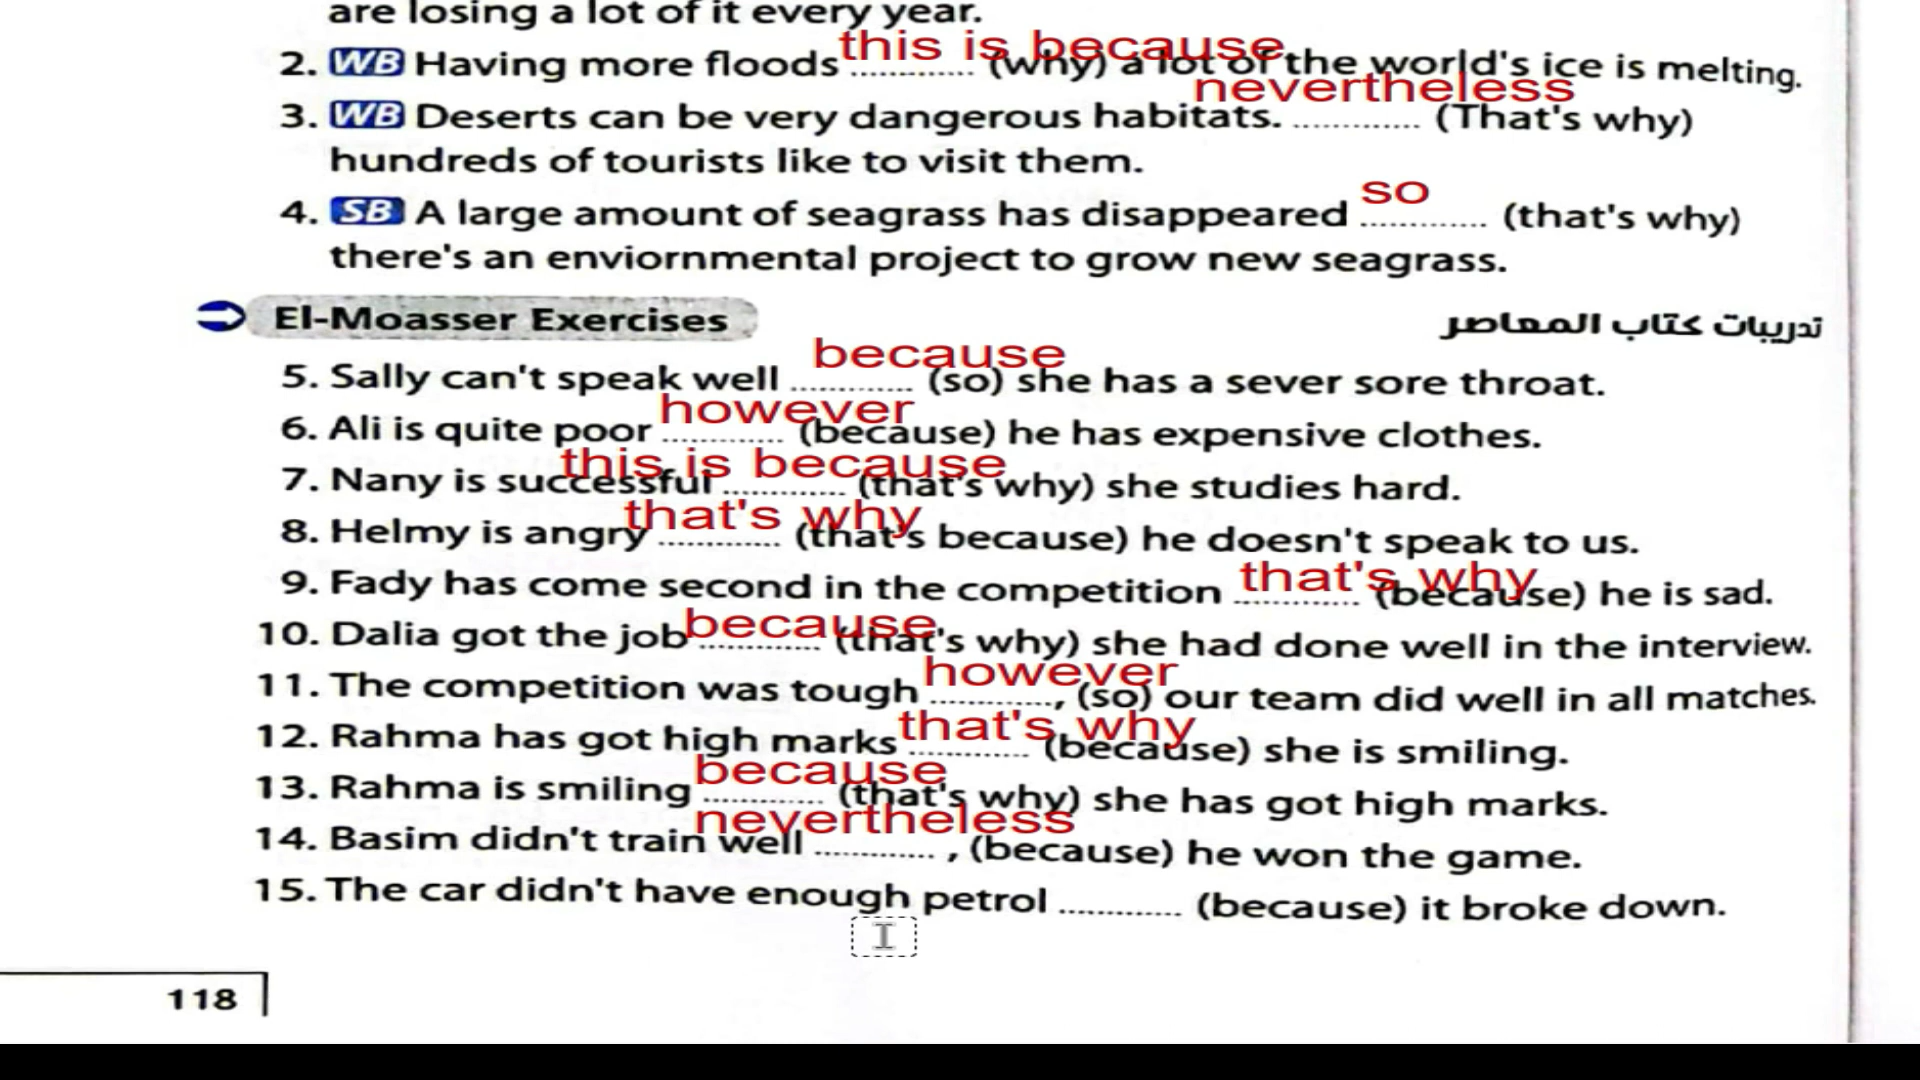 are losing a lot of it every year.
this is because
2. WB Having more floods ............ (why) a lot of the world's ice is melting.
nevertheless
3. WB Deserts can be very dangerous habitats. ............ (That's why)
hundreds of tourists like to visit them.
so
4. SB A large amount of seagrass has disappeared ............ (that's why)
there's an enviornmental project to grow new seagrass.
El-Moasser Exercises تدريبات كتاب المعاصر
because
5. Sally can't speak well ............ (so) she has a sever sore throat.
however
6. Ali is quite poor ............ (because) he has expensive clothes.
this is because
7. Nany is successful ............ (that's why) she studies hard.
that's why
8. Helmy is angry ............ (that's because) he doesn't speak to us.
that's why
9. Fady has come second in the competition ............ (because) he is sad.
because
10. Dalia got the job ............ (that's why) she had done well in the interview.
however
11. The competition was tough ............, (so) our team did well in all matches.
that's why
12. Rahma has got high marks ............ (because) she is smiling.
because
13. Rahma is smiling ............ (that's why) she has got high marks.
nevertheless
14. Basim didn't train well ............ , (because) he won the game.
15. The car didn't have enough petrol ............ (because) it broke down.
118